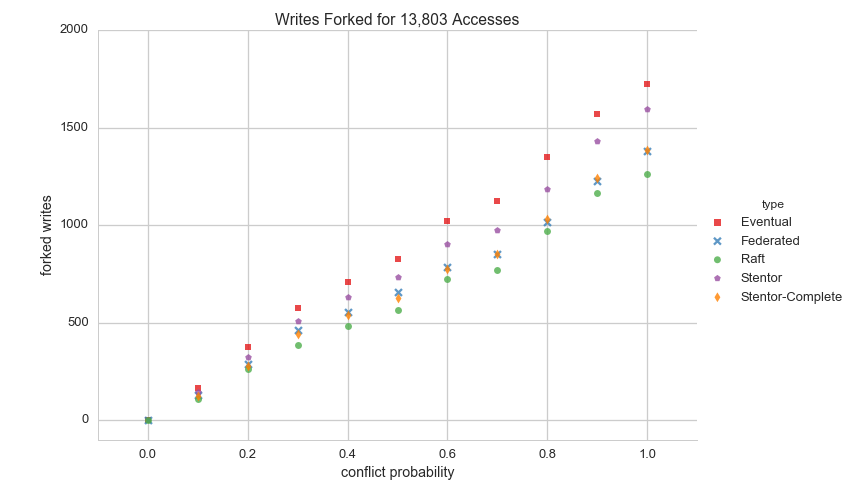 Writes Forked for 13,803 Accesses
2000
1500
1000
500
0
forked writes
0.0 0.2 0.4 0.6 0.8 1.0
conflict probability
type
Eventual
Federated
Raft
Stentor
Stentor-Complete